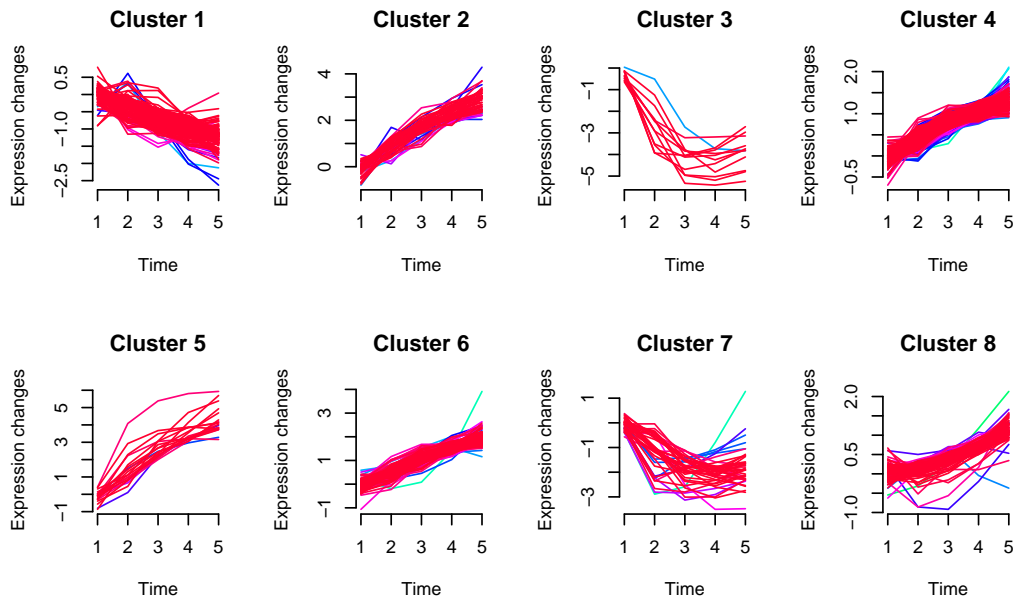 Cluster 1
Expression changes
0.5
−1.0
−2.5
1 2 3 4 5
Time
Cluster 2
Expression changes
4
2
0
1 2 3 4 5
Time
Cluster 3
Expression changes
−1
−3
−5
1 2 3 4 5
Time
Cluster 4
Expression changes
2.0
1.0
−0.5
1 2 3 4 5
Time
Cluster 5
Expression changes
5
3
1
−1
1 2 3 4 5
Time
Cluster 6
Expression changes
3
1
−1
1 2 3 4 5
Time
Cluster 7
Expression changes
1
−1
−3
1 2 3 4 5
Time
Cluster 8
Expression changes
2.0
0.5
−1.0
1 2 3 4 5
Time